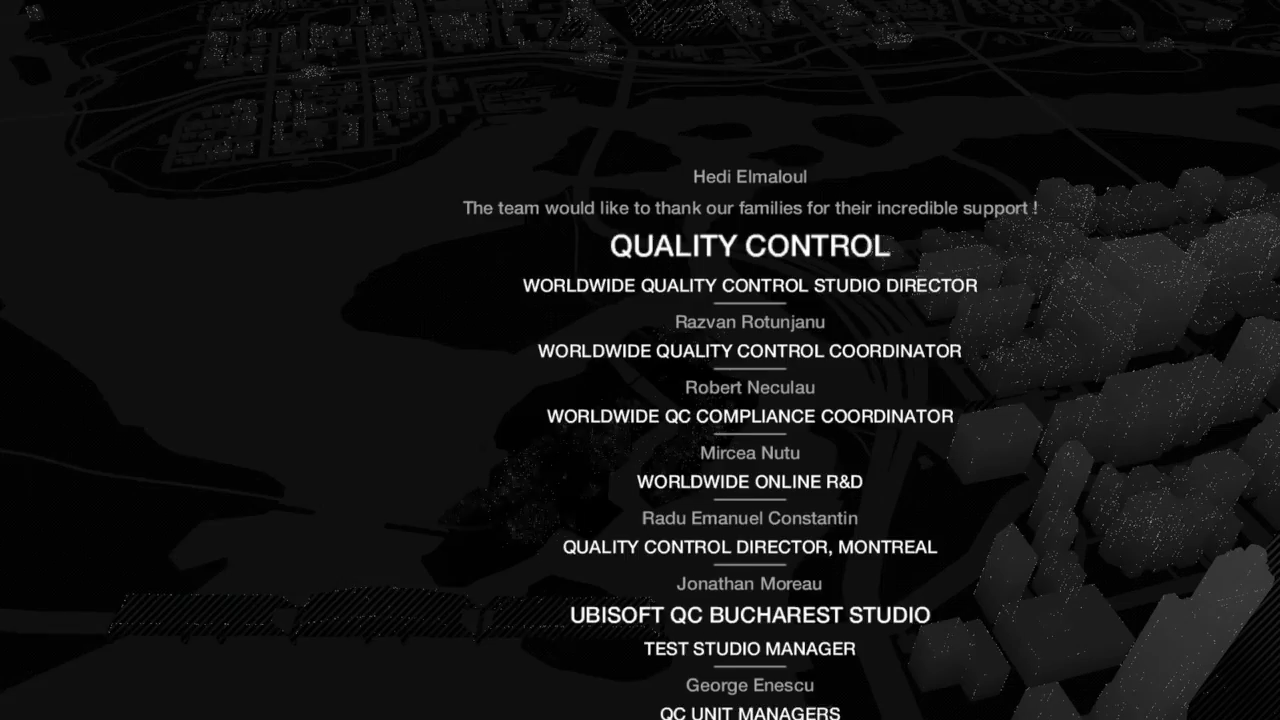 Hedi Elmaloul
The team would like to thank our families for their incredible support !
QUALITY CONTROL
WORLDWIDE QUALITY CONTROL STUDIO DIRECTOR
Razvan Rotunjanu
WORLDWIDE QUALITY CONTROL COORDINATOR
Robert Neculau
WORLDWIDE QC COMPLIANCE COORDINATOR
Mircea Nutu
WORLDWIDE ONLINE R&D
Radu Emanuel Constantin
QUALITY CONTROL DIRECTOR, MONTREAL
Jonathan Moreau
UBISOFT QC BUCHAREST STUDIO
TEST STUDIO MANAGER
George Enescu
QC UNIT MANAGERS